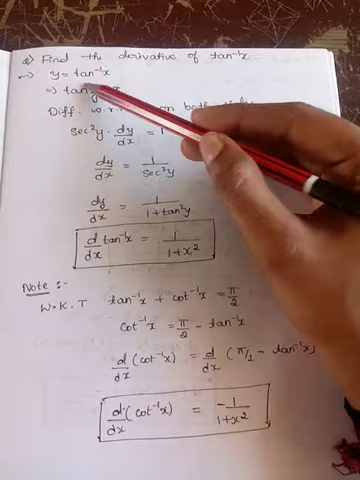 Q) Find the derivative of tan⁻¹x.
→ y = tan⁻¹x
⇒ tan
Diff. w.r. on both
sec²y · dy/dx = 1
dy/dx = 1/sec²y
dy/dx = 1/1+tan²y
d/dx tan⁻¹x = 1/1+x²
Note :-
W.K.T tan⁻¹x + cot⁻¹x = π/2
cot⁻¹x = π/2 - tan⁻¹x
d/dx (cot⁻¹x) = d/dx (π/2 - tan⁻¹x)
d/dx (cot⁻¹x) = -1/1+x²